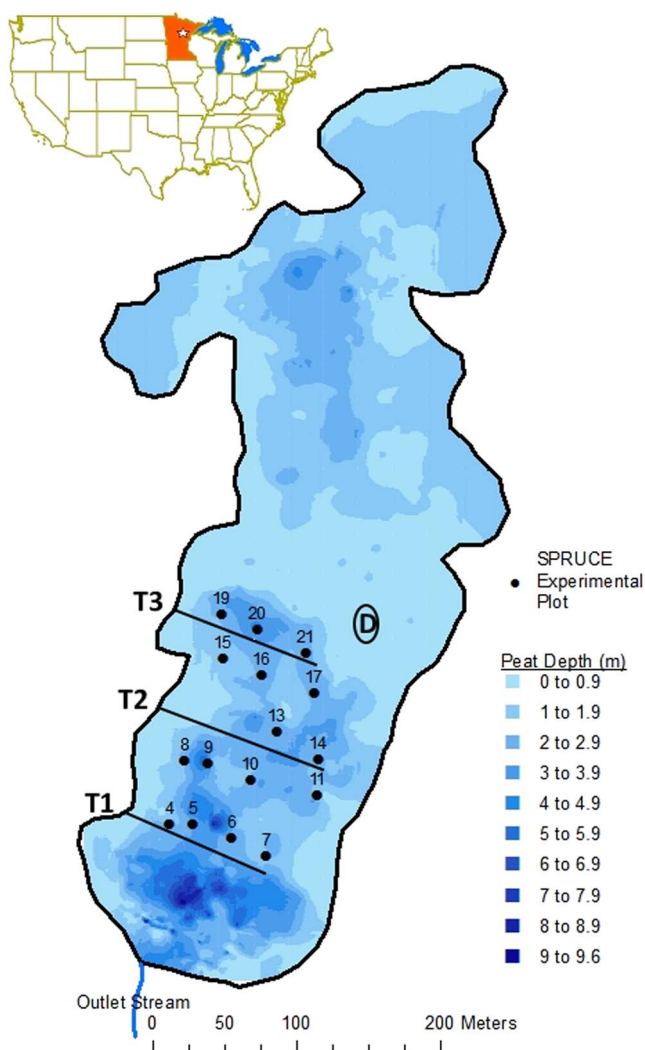 SPRUCE
Experimental
Plot
D
T3
19
20
21
15
16
17
T2
13
14
8
9
10
11
T1
4
5
6
7
Peat Depth (m)
0 to 0.9
1 to 1.9
2 to 2.9
3 to 3.9
4 to 4.9
5 to 5.9
6 to 6.9
7 to 7.9
8 to 8.9
9 to 9.6
Outlet Stream
0 50 100 200 Meters